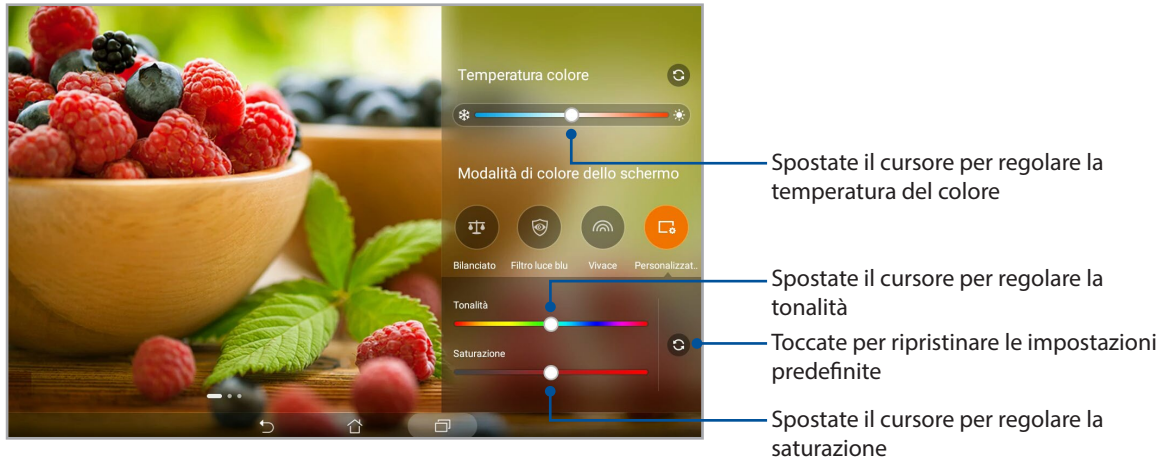 Temperatura colore
Spostate il cursore per regolare la
temperatura del colore
Modalità di colore dello schermo
Bilanciato Filtro luce blu Vivace Personalizzat..
Spostate il cursore per regolare la
tonalità
Tonalità
Toccate per ripristinare le impostazioni
predefinite
Saturazione
Spostate il cursore per regolare la
saturazione